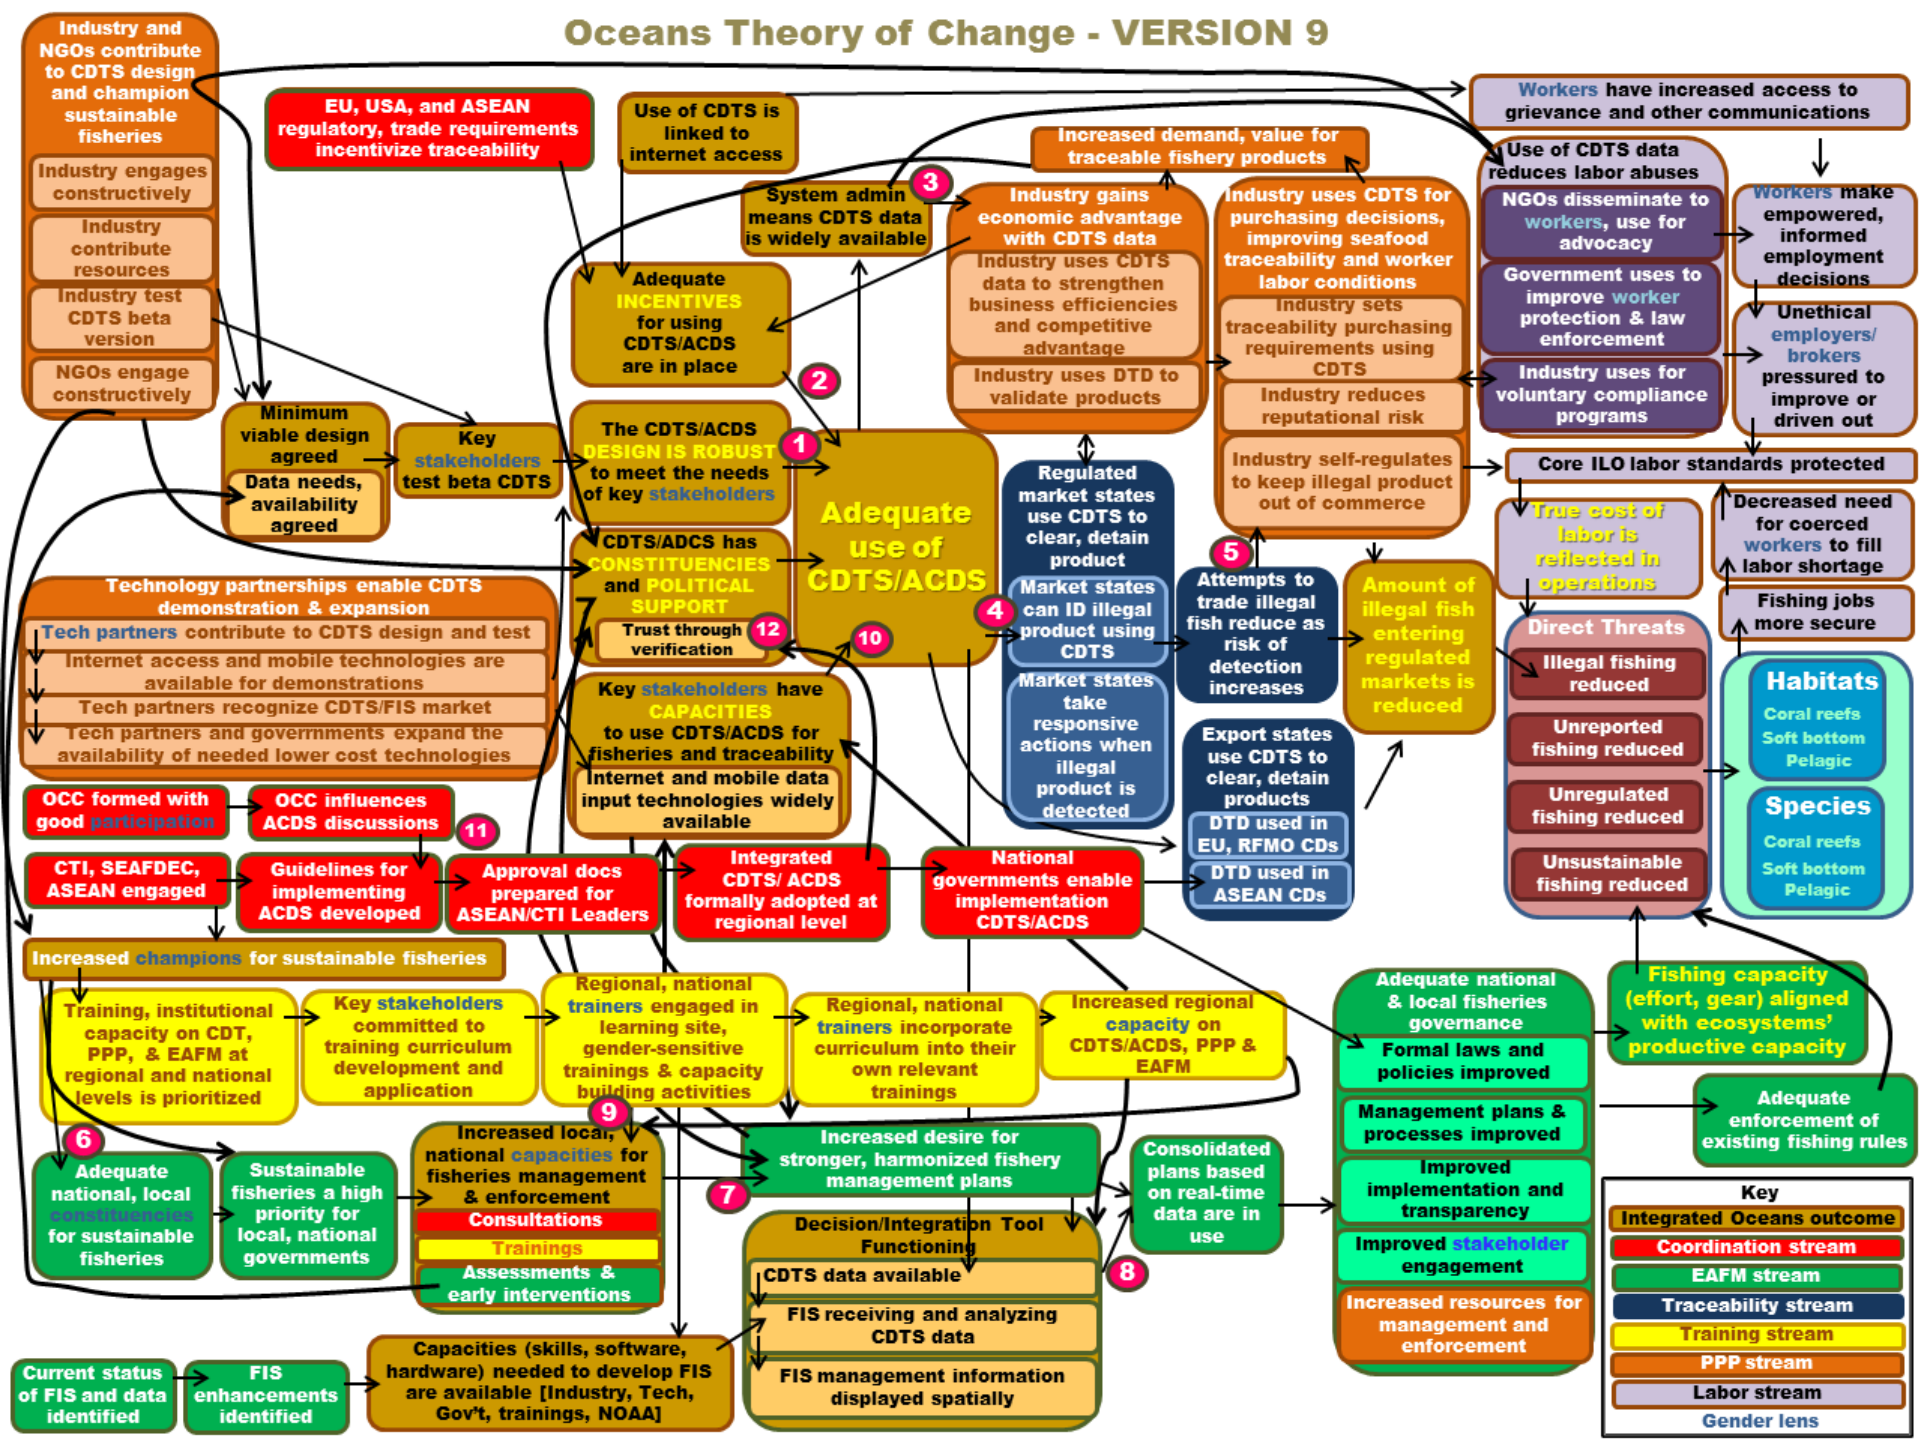 Oceans Theory of Change - VERSION 9
Industry and
NGOs contribute
to CDTS design
and champion
sustainable
fisheries
Industry engages
constructively
Industry
contribute
resources
Industry test
CDTS beta
version
NGOs engage
constructively
EU, USA, and ASEAN
regulatory, trade requirements
incentivize traceability
Use of CDTS is
linked to
internet access
System admin
means CDTS data
is widely available
3
Increased demand, value for
traceable fishery products
Workers have increased access to
grievance and other communications
Adequate
INCENTIVES
for using
CDTS/ACDS
are in place
2
Industry gains
economic advantage
with CDTS data
Industry uses CDTS
data to strengthen
business efficiencies
and competitive
advantage
Industry uses DTD to
validate products
Industry uses CDTS for
purchasing decisions,
improving seafood
traceability and worker
labor conditions
Industry sets
traceability purchasing
requirements using
CDTS
Industry reduces
reputational risk
Industry self-regulates
to keep illegal product
out of commerce
Use of CDTS data
reduces labor abuses
NGOs disseminate to
workers, use for
advocacy
Government uses to
improve worker
protection & law
enforcement
Industry uses for
voluntary compliance
programs
Workers make
empowered,
informed
employment
decisions
Unethical
employers/
brokers
pressured to
improve or
driven out
Core ILO labor standards protected
Minimum
viable design
agreed
Data needs,
availability
agreed
Key
stakeholders
test beta CDTS
The CDTS/ACDS
DESIGN IS ROBUST
to meet the needs
of key stakeholders
1
CDTS/ADCS has
CONSTITUENCIES
and POLITICAL
SUPPORT
Trust through
verification
12
Adequate
use of
CDTS/ACDS
10
4
Regulated
market states
use CDTS to
clear, detain
product
Market states
can ID illegal
product using
CDTS
Market states
take
responsive
actions when
illegal
product is
detected
5
Attempts to
trade illegal
fish reduce as
risk of
detection
increases
Amount of
illegal fish
entering
regulated
markets is
reduced
True cost of
labor is
reflected in
operations
Decreased need
for coerced
workers to fill
labor shortage
Fishing jobs
more secure
Direct Threats
Illegal fishing
reduced
Unreported
fishing reduced
Unregulated
fishing reduced
Unsustainable
fishing reduced
Habitats
Coral reefs
Soft bottom
Pelagic
Species
Coral reefs
Soft bottom
Pelagic
Technology partnerships enable CDTS
demonstration & expansion
Tech partners contribute to CDTS design and test
Internet access and mobile technologies are
available for demonstrations
Tech partners recognize CDTS/FIS market
Tech partners and governments expand the
availability of needed lower cost technologies
Key stakeholders have
CAPACITIES
to use CDTS/ACDS for
fisheries and traceability
Internet and mobile data
input technologies widely
available
Export states
use CDTS to
clear, detain
products
DTD used in
EU, RFMO CDs
DTD used in
ASEAN CDs
OCC formed with
good participation
OCC influences
ACDS discussions
11
CTI, SEAFDEC,
ASEAN engaged
Guidelines for
implementing
ACDS developed
Approval docs
prepared for
ASEAN/CTI Leaders
Integrated
CDTS/ ACDS
formally adopted at
regional level
National
governments enable
implementation
CDTS/ACDS
Increased champions for sustainable fisheries
Training, institutional
capacity on CDT,
PPP, & EAFM at
regional and national
levels is prioritized
Key stakeholders
committed to
training curriculum
development and
application
Regional, national
trainers engaged in
learning site,
gender-sensitive
trainings & capacity
building activities
Regional, national
trainers incorporate
curriculum into their
own relevant
trainings
Increased regional
capacity on
CDTS/ACDS, PPP &
EAFM
Adequate national
& local fisheries
governance
Formal laws and
policies improved
Management plans &
processes improved
Improved
implementation and
transparency
Improved stakeholder
engagement
Increased resources for
management and
enforcement
Fishing capacity
(effort, gear) aligned
with ecosystems’
productive capacity
Adequate
enforcement of
existing fishing rules
6
Adequate
national, local
constituencies
for sustainable
fisheries
Sustainable
fisheries a high
priority for
local, national
governments
9
Increased local,
national capacities for
fisheries management
& enforcement
Consultations
Trainings
Assessments &
early interventions
7
Increased desire for
stronger, harmonized fishery
management plans
Consolidated
plans based
on real-time
data are in
use
Decision/Integration Tool
Functioning
CDTS data available
FIS receiving and analyzing
CDTS data
FIS management information
displayed spatially
8
Current status
of FIS and data
identified
FIS
enhancements
identified
Capacities (skills, software,
hardware) needed to develop FIS
are available [Industry, Tech,
Gov’t, trainings, NOAA]
Key
Integrated Oceans outcome
Coordination stream
EAFM stream
Traceability stream
Training stream
PPP stream
Labor stream
Gender lens